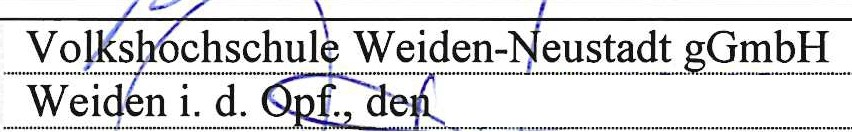 Volkshochschule Weiden-Neustadt gGmbH
Weiden i. d. Opf., den